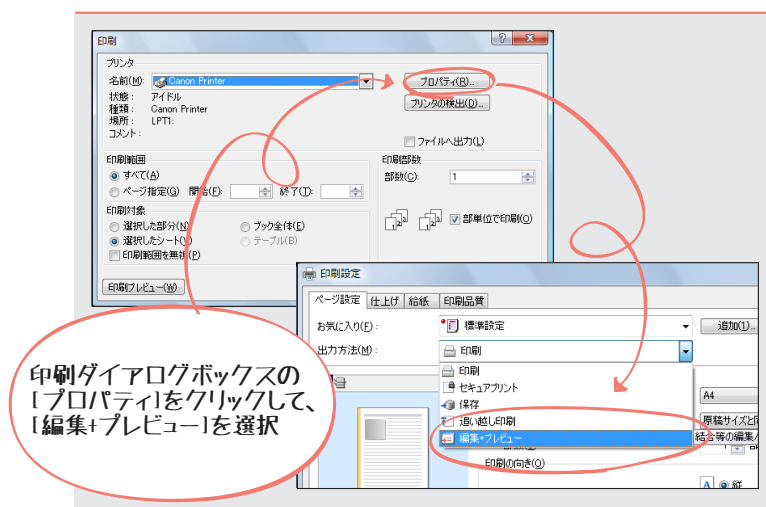 印刷
プリンタ
名前(M): Canon Printer プロパティ(R)...
状態: アイドル プリンタの検出(D)...
種類: Canon Printer
場所: LPT1:
コメント: ファイルへ出力(L)
印刷範囲 印刷部数
すべて(A) 部数(C): 1
ページ指定(G) 開始(F): 終了(T):
印刷対象
選択した部分(N) ブック全体(E) 部単位で印刷(O)
選択したシート(V) テーブル(B)
印刷範囲を無視(P)
印刷プレビュー(W)
印刷設定
ページ設定 仕上げ 給紙 印刷品質
お気に入り(F): 標準設定 追加(1)...
出力方法(M): 印刷
印刷
セキュアプリント
保存 A4
追い越し印刷 原稿サイズと同
編集+プレビュー 結合等の編集
印刷の向き(O)
A 縦
印刷ダイアログボックスの
[プロパティ]をクリックして、
[編集+プレビュー]を選択